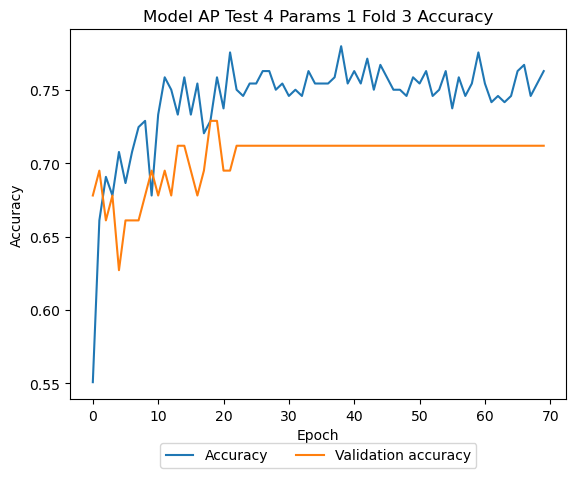 Model AP Test 4 Params 1 Fold 3 Accuracy
Accuracy
0.75
0.70
0.65
0.60
0.55
0 10 20 30 40 50 60 70
Epoch
Accuracy Validation accuracy